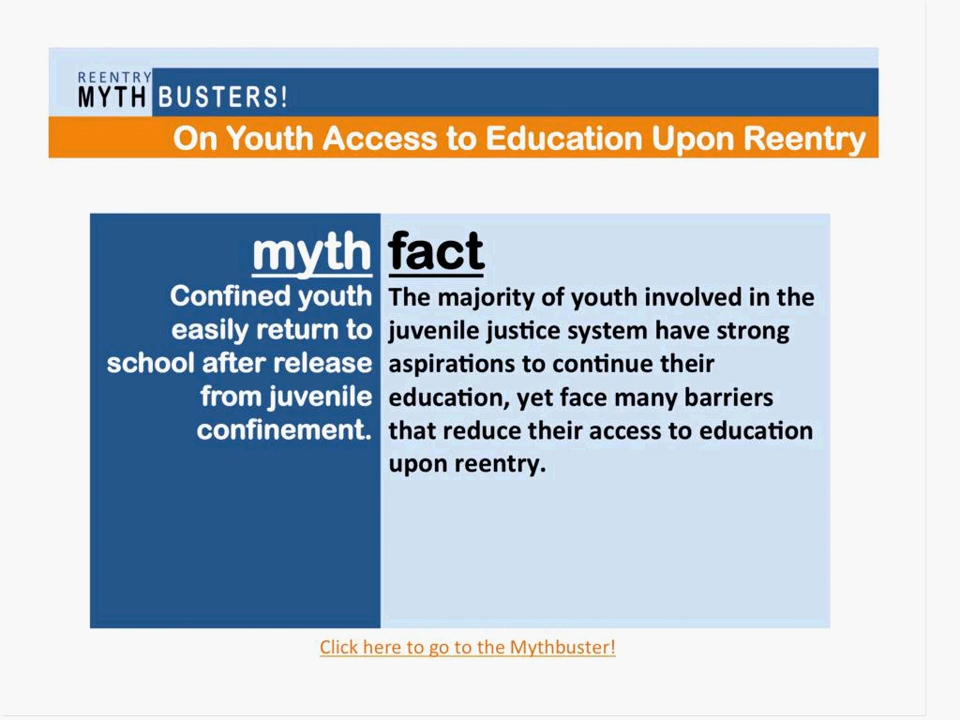 REENTRY
MYTH BUSTERS!
On Youth Access to Education Upon Reentry
myth
Confined youth
easily return to
school after release
from juvenile
confinement.
fact
The majority of youth involved in the
juvenile justice system have strong
aspirations to continue their
education, yet face many barriers
that reduce their access to education
upon reentry.
Click here to go to the Mythbuster!